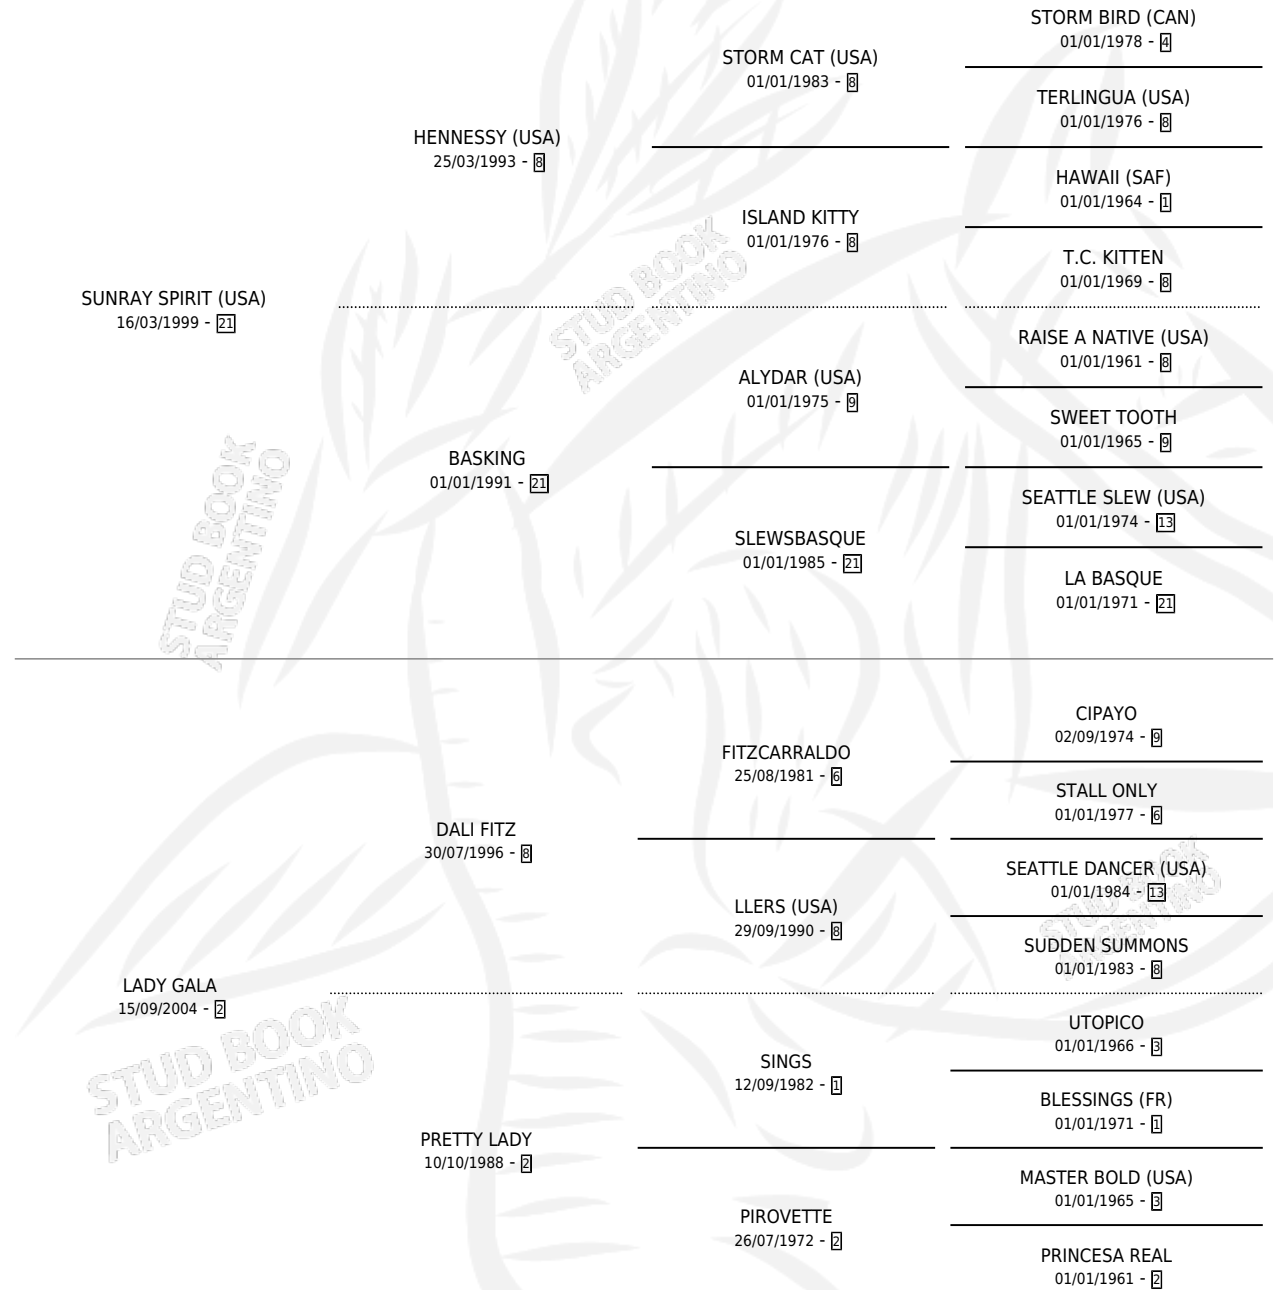 STORM BIRD (CAN)
01/01/1978 - 4
STORM CAT (USA)
01/01/1983 - 8
TERLINGUA (USA)
01/01/1976 - 8
HENNESSY (USA)
25/03/1993 - 8
HAWAII (SAF)
01/01/1964 - 1
ISLAND KITTY
01/01/1976 - 8
T.C. KITTEN
01/01/1969 - 8
SUNRAY SPIRIT (USA)
16/03/1999 - 21
RAISE A NATIVE (USA)
01/01/1961 - 8
ALYDAR (USA)
01/01/1975 - 9
SWEET TOOTH
01/01/1965 - 9
BASKING
01/01/1991 - 21
SEATTLE SLEW (USA)
01/01/1974 - 13
SLEWSBASQUE
01/01/1985 - 21
LA BASQUE
01/01/1971 - 21
CIPAYO
02/09/1974 - 9
FITZCARRALDO
25/08/1981 - 6
STALL ONLY
01/01/1977 - 6
DALI FITZ
30/07/1996 - 8
SEATTLE DANCER (USA)
01/01/1984 - 13
LLERS (USA)
29/09/1990 - 8
SUDDEN SUMMONS
01/01/1983 - 8
LADY GALA
15/09/2004 - 2
UTOPICO
01/01/1966 - 3
SINGS
12/09/1982 - 1
BLESSINGS (FR)
01/01/1971 - 1
PRETTY LADY
10/10/1988 - 2
MASTER BOLD (USA)
01/01/1965 - 3
PIROVETTE
26/07/1972 - 2
PRINCESA REAL
01/01/1961 - 2
STUD BOOK
ARGENTINO
STUD BOOK
ARGENTINO
STUD BOOK
ARGENTINO
STUD BOOK
ARGENTINO